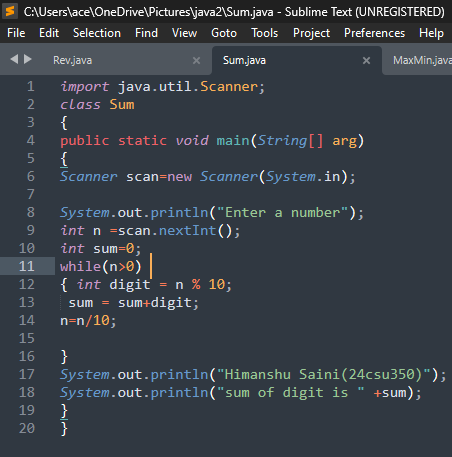 C:\Users\ace\OneDrive\Pictures\java2\Sum.java - Sublime Text (UNREGISTERED)
File Edit Selection Find View Goto Tools Project Preferences Help
Rev.java × Sum.java × MaxMin.java
1 import java.util.Scanner;
2 class Sum
3 {
4 public static void main(String[] arg)
5 {
6 Scanner scan=new Scanner(System.in);
7
8 System.out.println("Enter a number");
9 int n =scan.nextInt();
10 int sum=0;
11 while(n>0)
12 { int digit = n % 10;
13 sum = sum+digit;
14 n=n/10;
15
16 }
17 System.out.println("Himanshu Saini(24csu350)");
18 System.out.println("sum of digit is " +sum);
19 }
20 }